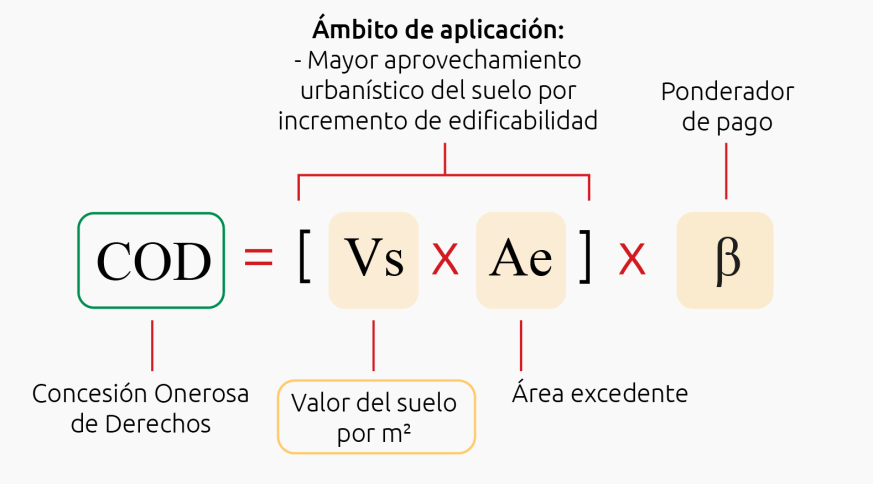 Ámbito de aplicación:
- Mayor aprovechamiento
urbanístico del suelo por
incremento de edificabilidad
Ponderador
de pago
COD = [ Vs x Ae ] x β
Concesión Onerosa
de Derechos
Valor del suelo
por m²
Área excedente